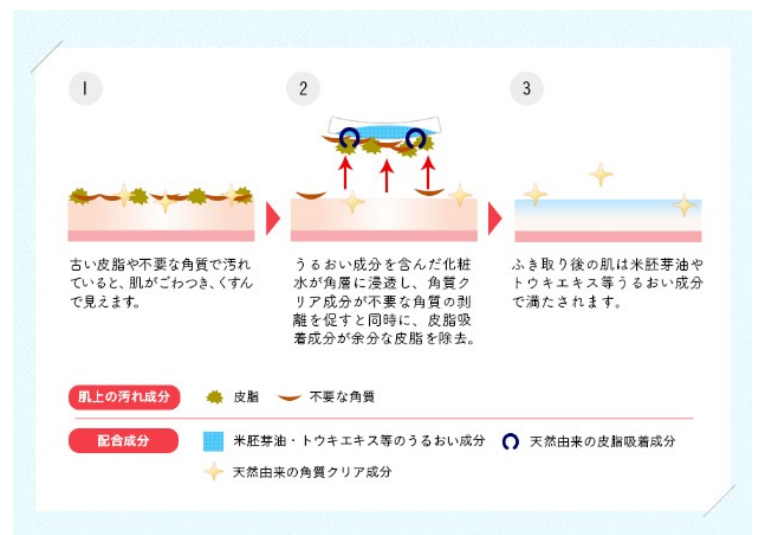 1
2
3
古い皮脂や不要な角質で汚れ
ていると、肌がごわつき、くすん
で見えます。
うるおい成分を含んだ化粧
水が角層に浸透し、角質ク
リア成分が不要な角質の剥
離を促すと同時に、皮脂吸
着成分が余分な皮脂を除去。
ふき取り後の肌は米胚芽油や
トウキエキス等うるおい成分
で満たされます。
肌上の汚れ成分 皮脂 不要な角質
配合成分 米胚芽油・トウキエキス等のうるおい成分 天然由来の皮脂吸着成分
天然由来の角質クリア成分